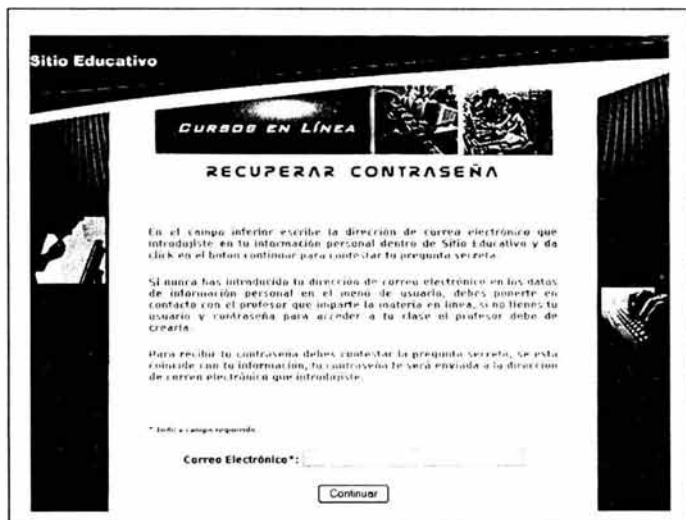 Sitio Educativo
CURSOS EN LÍNEA
RECUPERAR CONTRASEÑA
En el campo inferior escribe la dirección de correo electrónico que
introdujiste en tu información personal dentro de Sitio Educativo y da
click en el botón continuar para contestar tu pregunta secreta.
Si nunca has introducido tu dirección de correo electrónico en los datos
de información personal en el menú de usuario, debes ponerte en
contacto con el profesor que imparte la materia en línea, si no tienes tu
usuario y contraseña para acceder a tu clase el profesor debe de
crearla.
Para recibir tu contraseña debes contestar la pregunta secreta, se esta
coincide con tu información, tu contraseña te será enviada a la dirección
de correo electrónico que introdujiste.
* Indica campo requerido
Correo Electrónico*:
Continuar